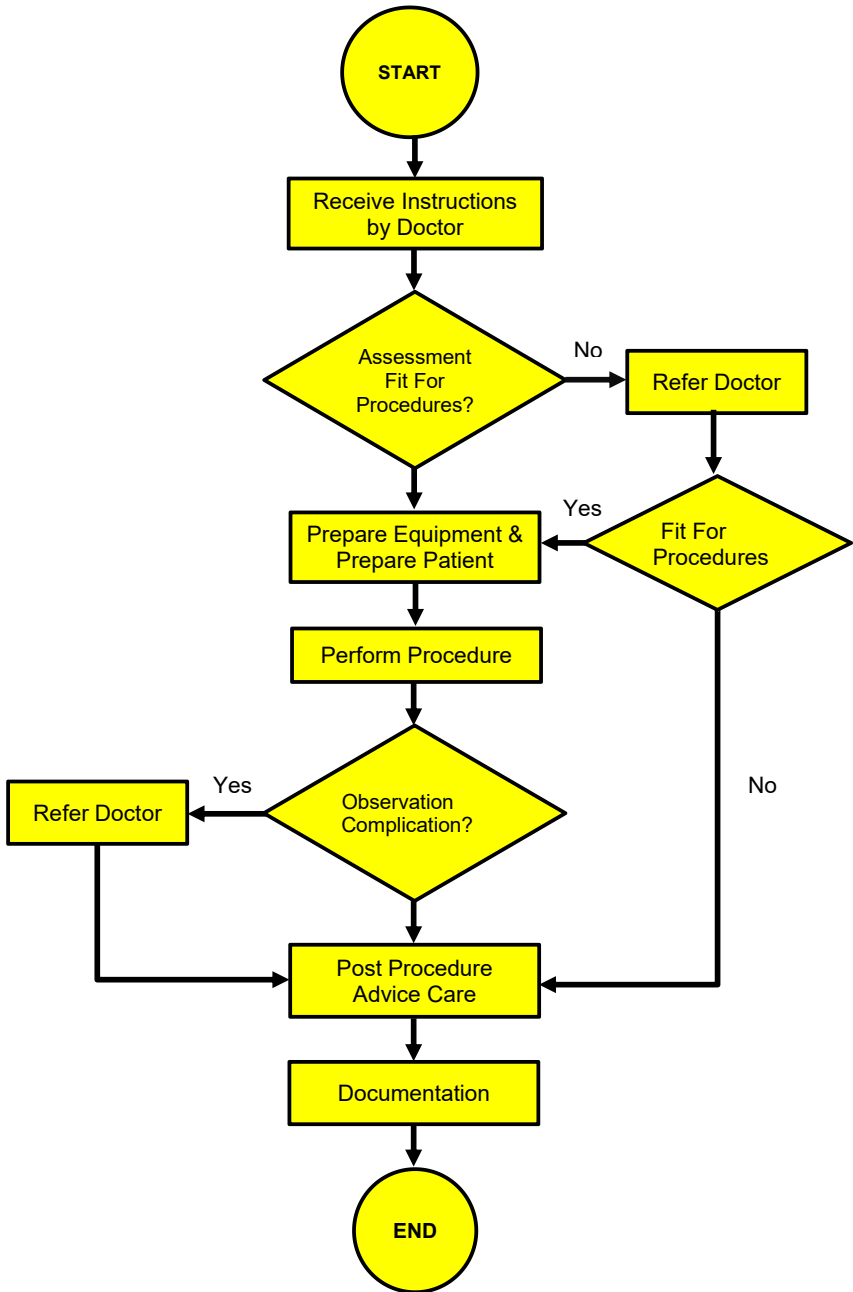 START
Receive Instructions
by Doctor
Assessment
Fit For
Procedures?
No
Refer Doctor
Yes
Fit For
Procedures
Prepare Equipment &
Prepare Patient
Perform Procedure
Observation
Complication?
Yes
Refer Doctor
No
Post Procedure
Advice Care
Documentation
END